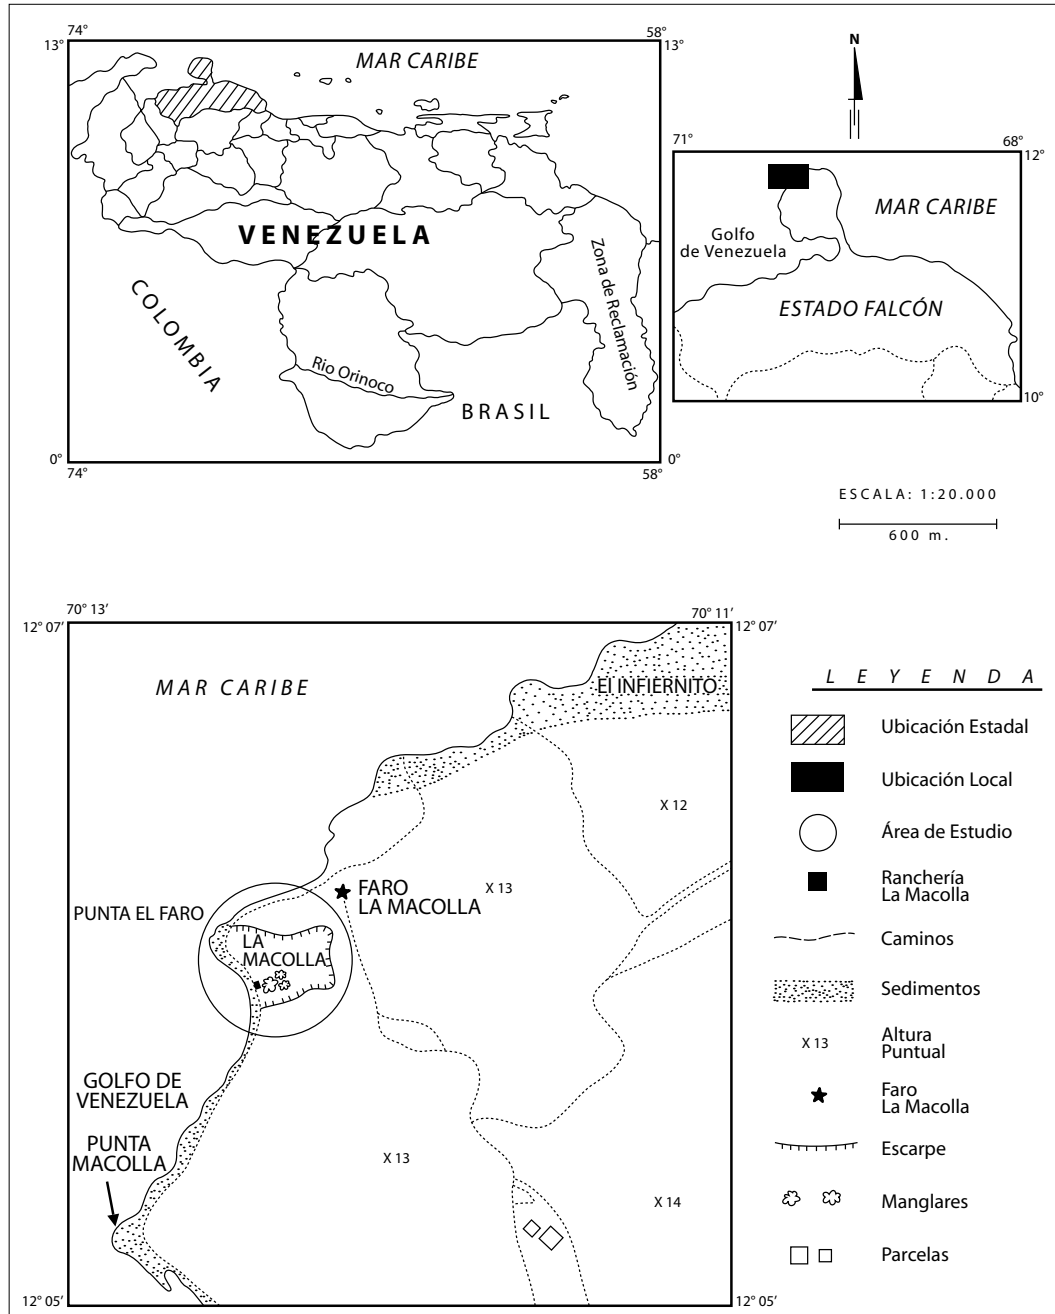 74°
58°
13°
13°
MAR CARIBE
VENEZUELA
COLOMBIA
Zona de Reclamación
Rio Orinoco
BRASIL
0°
0°
74°
58°
N
71°
68°
12°
MAR CARIBE
Golfo
de Venezuela
ESTADO FALCÓN
10°
ESCALA: 1:20.000
600 m.
70° 13’
70° 11’
12° 07’
12° 07’
MAR CARIBE
El INFIERNITO
X 12
X 13
FARO
LA MACOLLA
PUNTA EL FARO
LA
MACOLLA
GOLFO DE
VENEZUELA
PUNTA
MACOLLA
X 13
X 14
12° 05’
12° 05’
LEYENDA
Ubicación Estadal
Ubicación Local
Área de Estudio
Ranchería
La Macolla
Caminos
Sedimentos
X 13
Altura
Puntual
Faro
La Macolla
Escarpe
Manglares
Parcelas